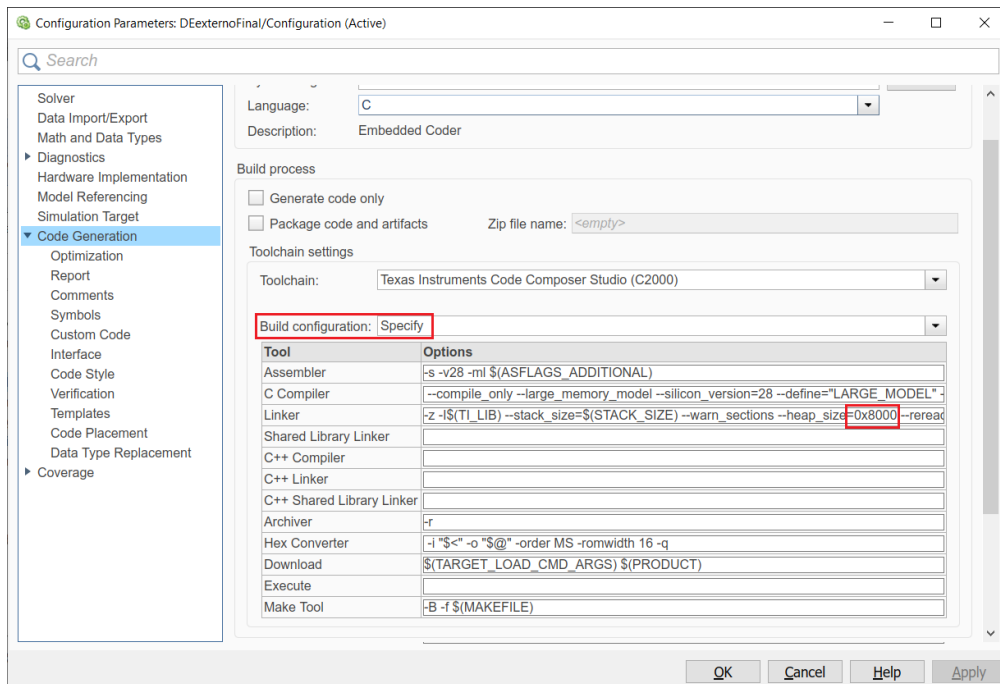 Configuration Parameters: DEexternoFinal/Configuration (Active)
Search
Solver
Data Import/Export
Math and Data Types
Diagnostics
Hardware Implementation
Model Referencing
Simulation Target
Code Generation
Optimization
Report
Comments
Symbols
Custom Code
Interface
Code Style
Verification
Templates
Code Placement
Data Type Replacement
Coverage
Language: C
Description: Embedded Coder
Build process
Generate code only
Package code and artifacts Zip file name: <empty>
Toolchain settings
Toolchain: Texas Instruments Code Composer Studio (C2000)
Build configuration: Specify
Tool Options
Assembler -s -v28 -ml $(ASFLAGS_ADDITIONAL)
C Compiler --compile_only --large_memory_model --silicon_version=28 --define="LARGE_MODEL" -
Linker -z -I$(TI_LIB) --stack_size=$(STACK_SIZE) --warn_sections --heap_size=0x8000 --reread
Shared Library Linker
C++ Compiler
C++ Linker
C++ Shared Library Linker
Archiver -r
Hex Converter -i "$<" -o "$@" -order MS -romwidth 16 -q
Download $(TARGET_LOAD_CMD_ARGS) $(PRODUCT)
Execute
Make Tool -B -f $(MAKEFILE)
OK Cancel Help Apply